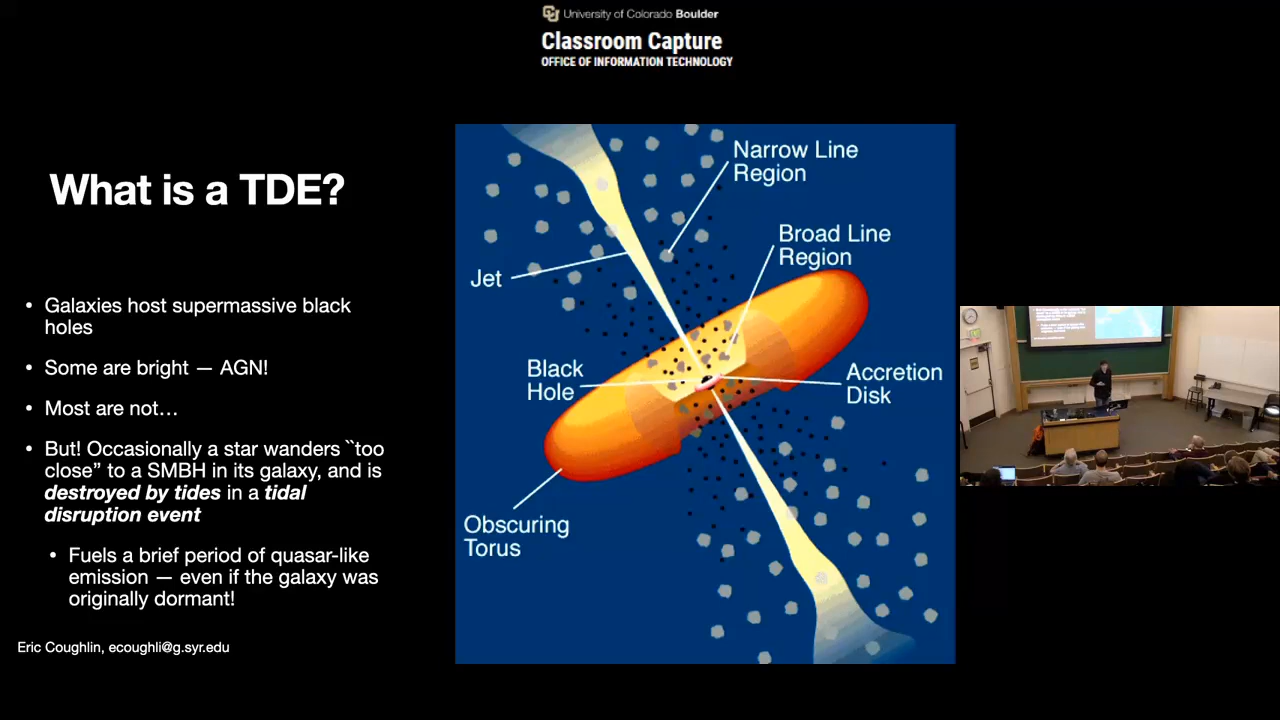 University of Colorado Boulder
Classroom Capture
OFFICE OF INFORMATION TECHNOLOGY
What is a TDE?
• Galaxies host supermassive black
holes
• Some are bright — AGN!
• Most are not…
• But! Occasionally a star wanders ``too
close” to a SMBH in its galaxy, and is
destroyed by tides in a tidal
disruption event
• Fuels a brief period of quasar-like
emission — even if the galaxy was
originally dormant!
Eric Coughlin, ecoughli@g.syr.edu
Narrow Line
Region
Broad Line
Region
Jet
Black
Hole
Accretion
Disk
Obscuring
Torus